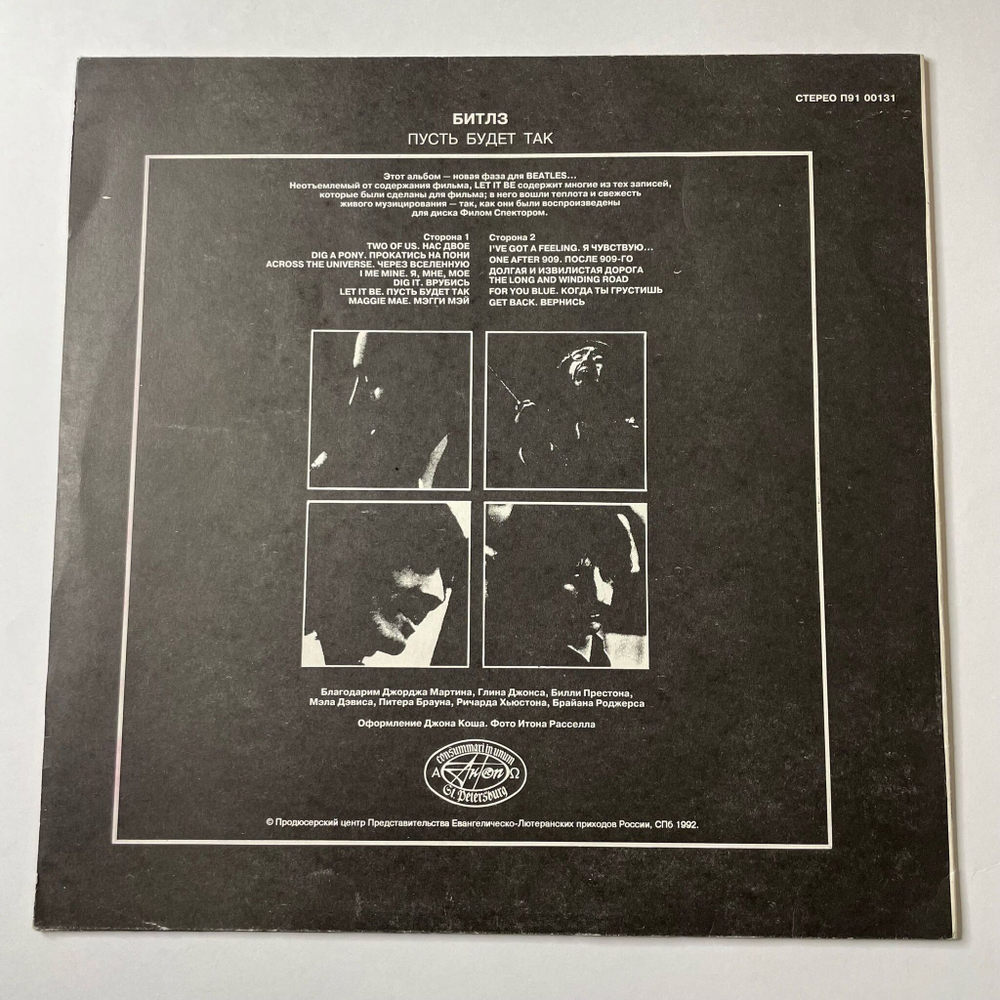 СТЕРЕО П91 00131
БИТЛЗ
ПУСТЬ БУДЕТ ТАК
Этот альбом — новая фаза для BEATLES...
Неотъемлемый от содержания фильма, LET IT BE содержит многие из тех записей,
которые были сделаны для фильма; в него вошли теплота и свежесть
живого музицирования — так, как они были воспроизведены
для диска Филом Спектором.
Сторона 1
TWO OF US. НАС ДВОЕ
DIG A PONY. ПРОКАТИСЬ НА ПОНИ
ACROSS THE UNIVERSE. ЧЕРЕЗ ВСЕЛЕННУЮ
I ME MINE. Я, МНЕ, МОЕ
DIG IT. ВРУБИСЬ
LET IT BE. ПУСТЬ БУДЕТ ТАК
MAGGIE MAE. МЭГГИ МЭЙ
Сторона 2
I'VE GOT A FEELING. Я ЧУВСТВУЮ...
ONE AFTER 909. ПОСЛЕ 909-ГО
ДОЛГАЯ И ИЗВИЛИСТАЯ ДОРОГА
THE LONG AND WINDING ROAD
FOR YOU BLUE. КОГДА ТЫ ГРУСТИШЬ
GET BACK. ВЕРНИСЬ
Благодарим Джорджа Мартина, Глина Джонса, Билли Престона,
Мэла Дэвиса, Питера Брауна, Ричарда Хьюстона, Брайана Роджерса
Оформление Джона Коша. Фото Итона Расселла
consummari in unum
Α Антоп Ω
St. Petersburg
© Продюсерский центр Представительства Евангелическо-Лютеранских приходов России, СПб 1992.